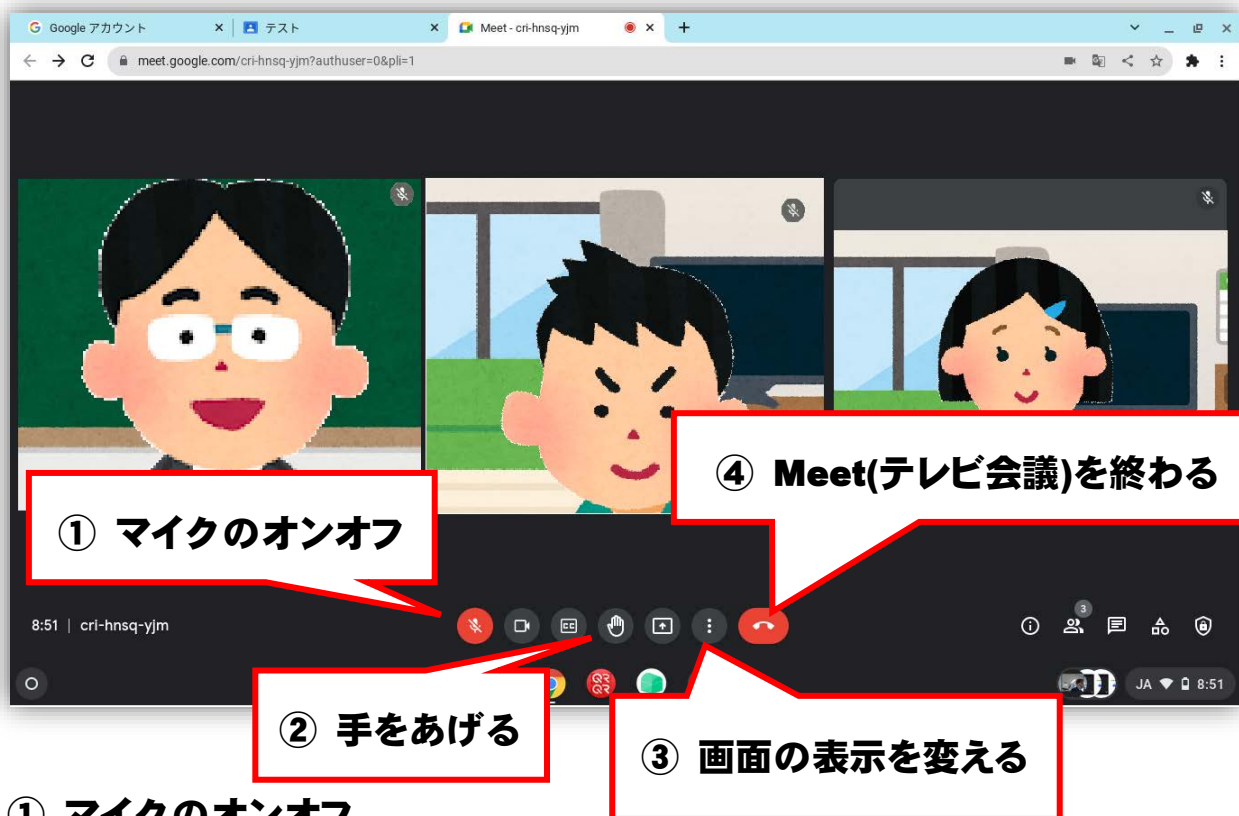 Google アカウント
テスト
Meet - cri-hnsq-yjm
meet.google.com/cri-hnsq-yjm?authuser=0&pli=1
④ Meet(テレビ会議)を終わる
① マイクのオンオフ
8:51 | cri-hnsq-yjm
CC
3
QR
QR
JA
8:51
② 手をあげる
③ 画面の表示を変える
① マイクのオンオフ